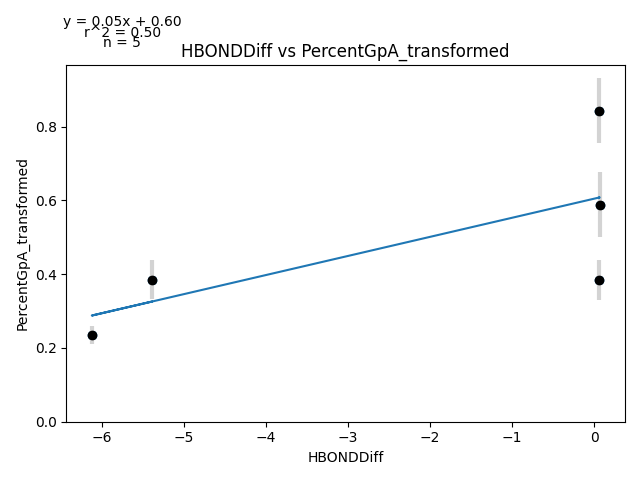 y = 0.05x + 0.60
r^2 = 0.50
n = 5
HBONDDiff vs PercentGpA_transformed
PercentGpA_transformed
0.8
0.6
0.4
0.2
0.0
−6
−5
−4
−3
−2
−1
0
HBONDDiff